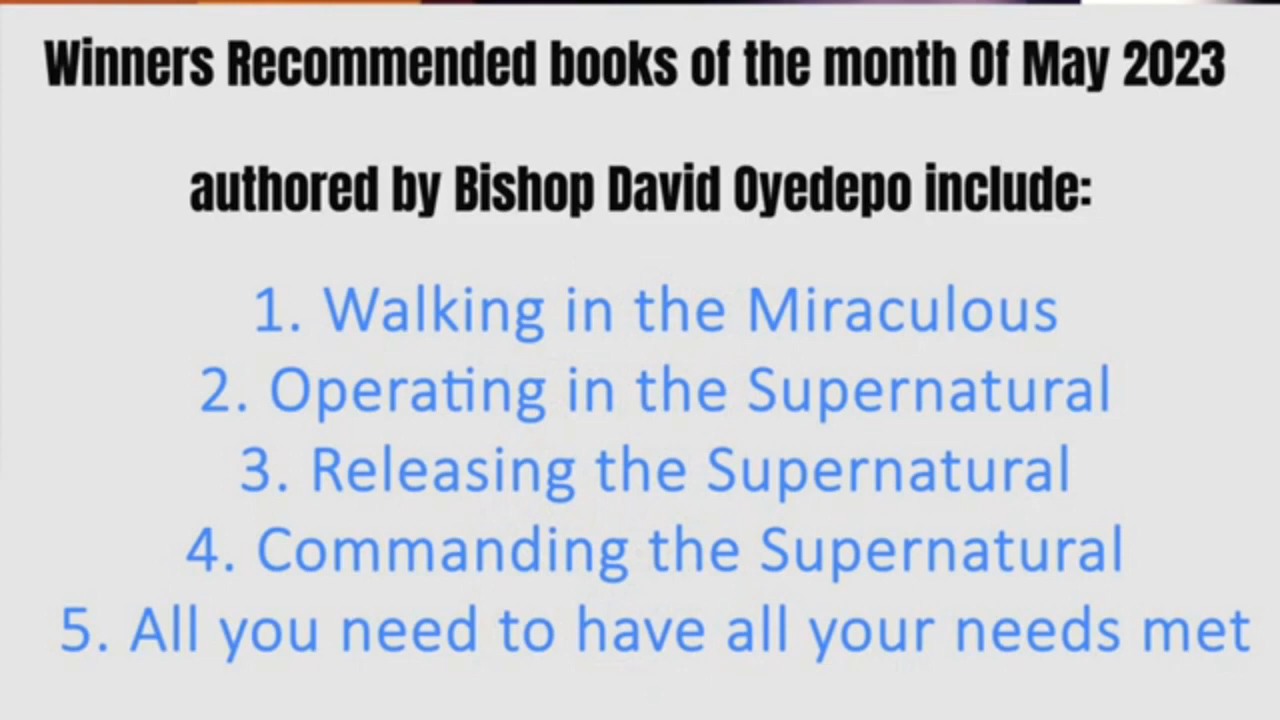 Winners Recommended books of the month Of May 2023
authored by Bishop David Oyedepo include:
1. Walking in the Miraculous
2. Operating in the Supernatural
3. Releasing the Supernatural
4. Commanding the Supernatural
5. All you need to have all your needs met